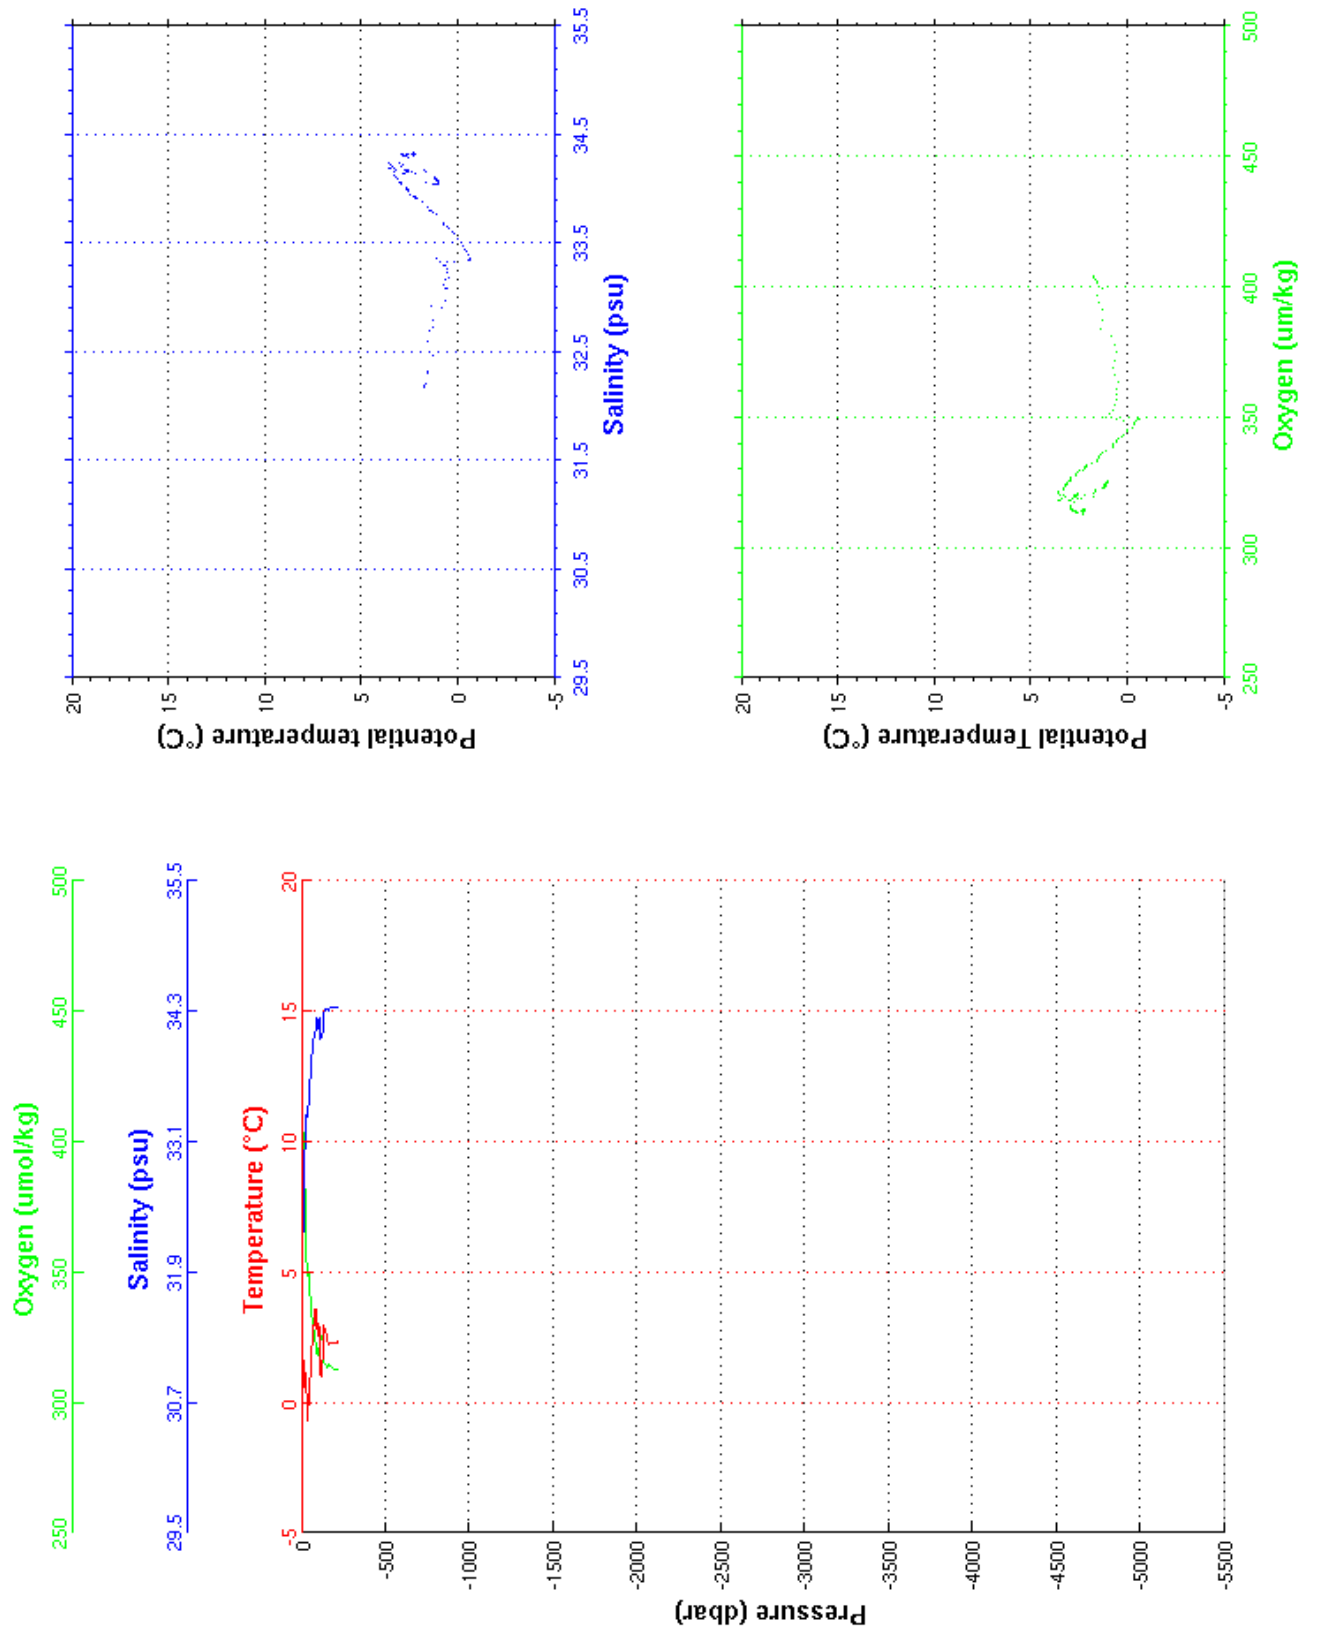 Oxygen (umol/kg)
250 300 350 400 450 500
Salinity (psu)
29.5 30.7 31.9 33.1 34.3 35.5
Temperature (°C)
-5 0 5 10 15 20
0
-500
-1000
-1500
-2000
-2500
-3000
-3500
-4000
-4500
-5000
-5500
Pressure (dbar)
20
15
10
5
0
-5
Potential temperature (°C)
29.5 30.5 31.5 32.5 33.5 34.5 35.5
Salinity (psu)
20
15
10
5
0
-5
Potential Temperature (°C)
250 300 350 400 450 500
Oxygen (um/kg)